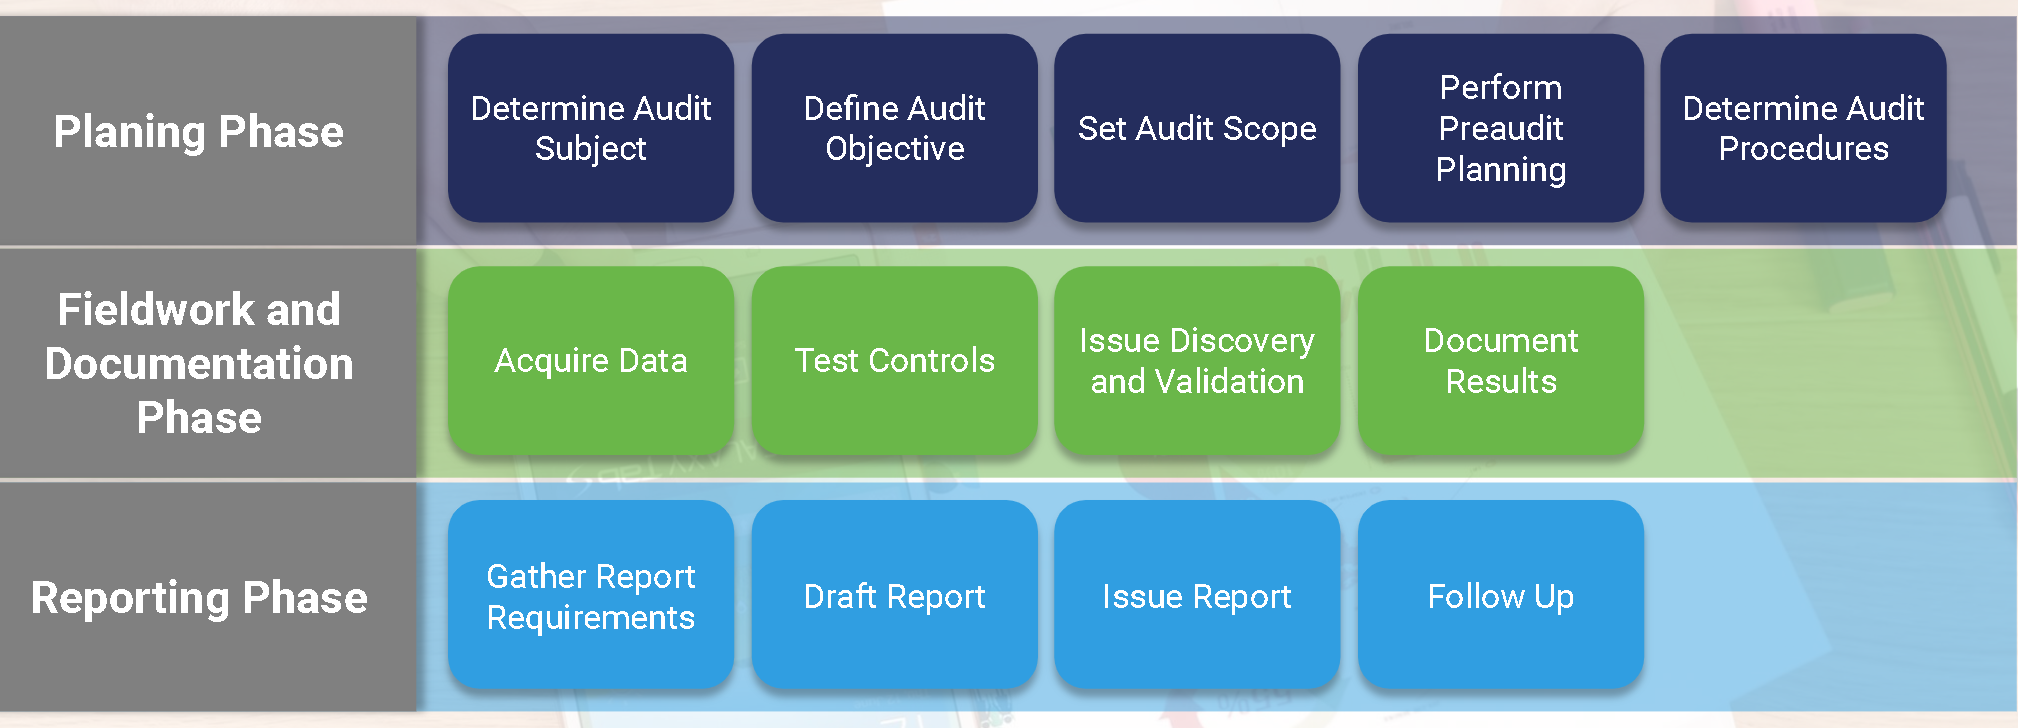 Planing Phase
Determine Audit
Subject
Define Audit
Objective
Set Audit Scope
Perform
Preaudit
Planning
Determine Audit
Procedures
Fieldwork and
Documentation
Phase
Acquire Data
Test Controls
Issue Discovery
and Validation
Document
Results
Reporting Phase
Gather Report
Requirements
Draft Report
Issue Report
Follow Up